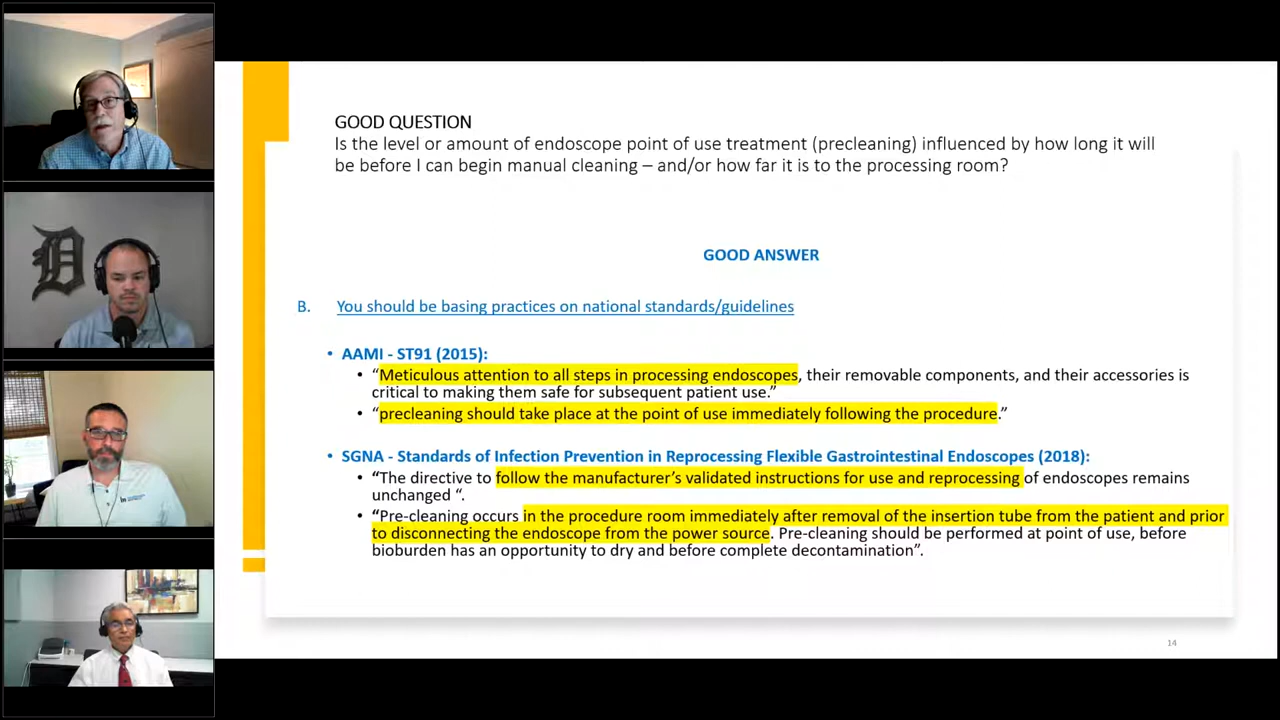 GOOD QUESTION
Is the level or amount of endoscope point of use treatment (precleaning) influenced by how long it will
be before I can begin manual cleaning – and/or how far it is to the processing room?
GOOD ANSWER
B. You should be basing practices on national standards/guidelines
• AAMI - ST91 (2015):
• “Meticulous attention to all steps in processing endoscopes, their removable components, and their accessories is
critical to making them safe for subsequent patient use.”
• “precleaning should take place at the point of use immediately following the procedure.”
• SGNA - Standards of Infection Prevention in Reprocessing Flexible Gastrointestinal Endoscopes (2018):
• “The directive to follow the manufacturer’s validated instructions for use and reprocessing of endoscopes remains
unchanged “.
• “Pre-cleaning occurs in the procedure room immediately after removal of the insertion tube from the patient and prior
to disconnecting the endoscope from the power source. Pre-cleaning should be performed at point of use, before
bioburden has an opportunity to dry and before complete decontamination”.
14